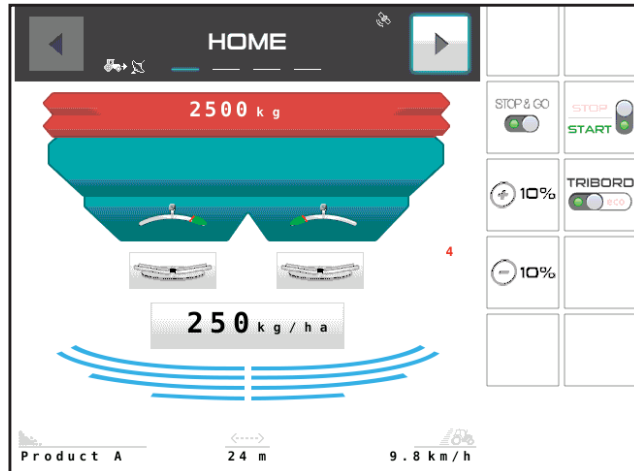 HOME
2500 kg
STOP & GO
STOP
START
10%
TRIBORD
eco
4
10%
250 kg/ha
Product A
24 m
9.8 km/h